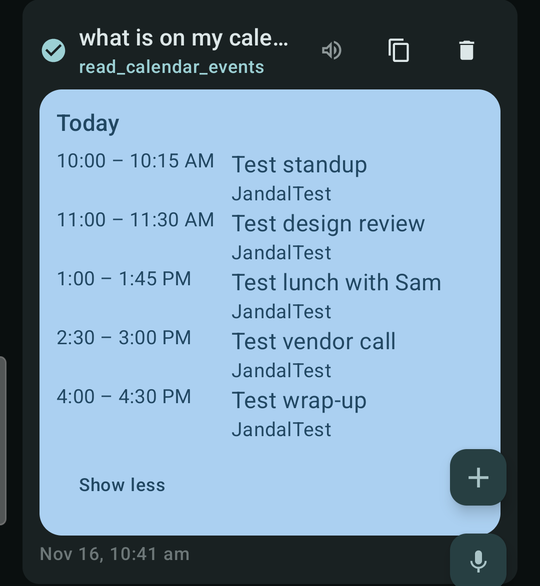 what is on my cale…
read_calendar_events
Today
10:00 – 10:15 AM Test standup
JandalTest
11:00 – 11:30 AM Test design review
JandalTest
1:00 – 1:45 PM Test lunch with Sam
JandalTest
2:30 – 3:00 PM Test vendor call
JandalTest
4:00 – 4:30 PM Test wrap-up
JandalTest
Show less
Nov 16, 10:41 am